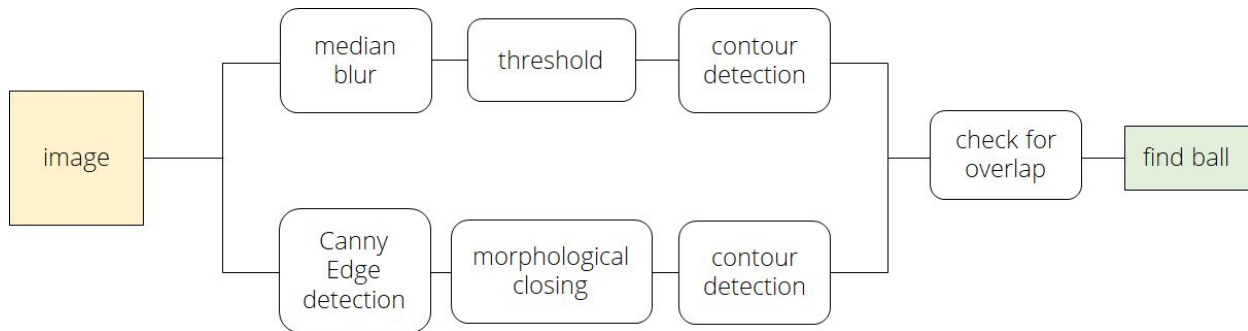 image
median
blur
threshold
contour
detection
Canny
Edge
detection
morphological
closing
contour
detection
check for
overlap
find ball